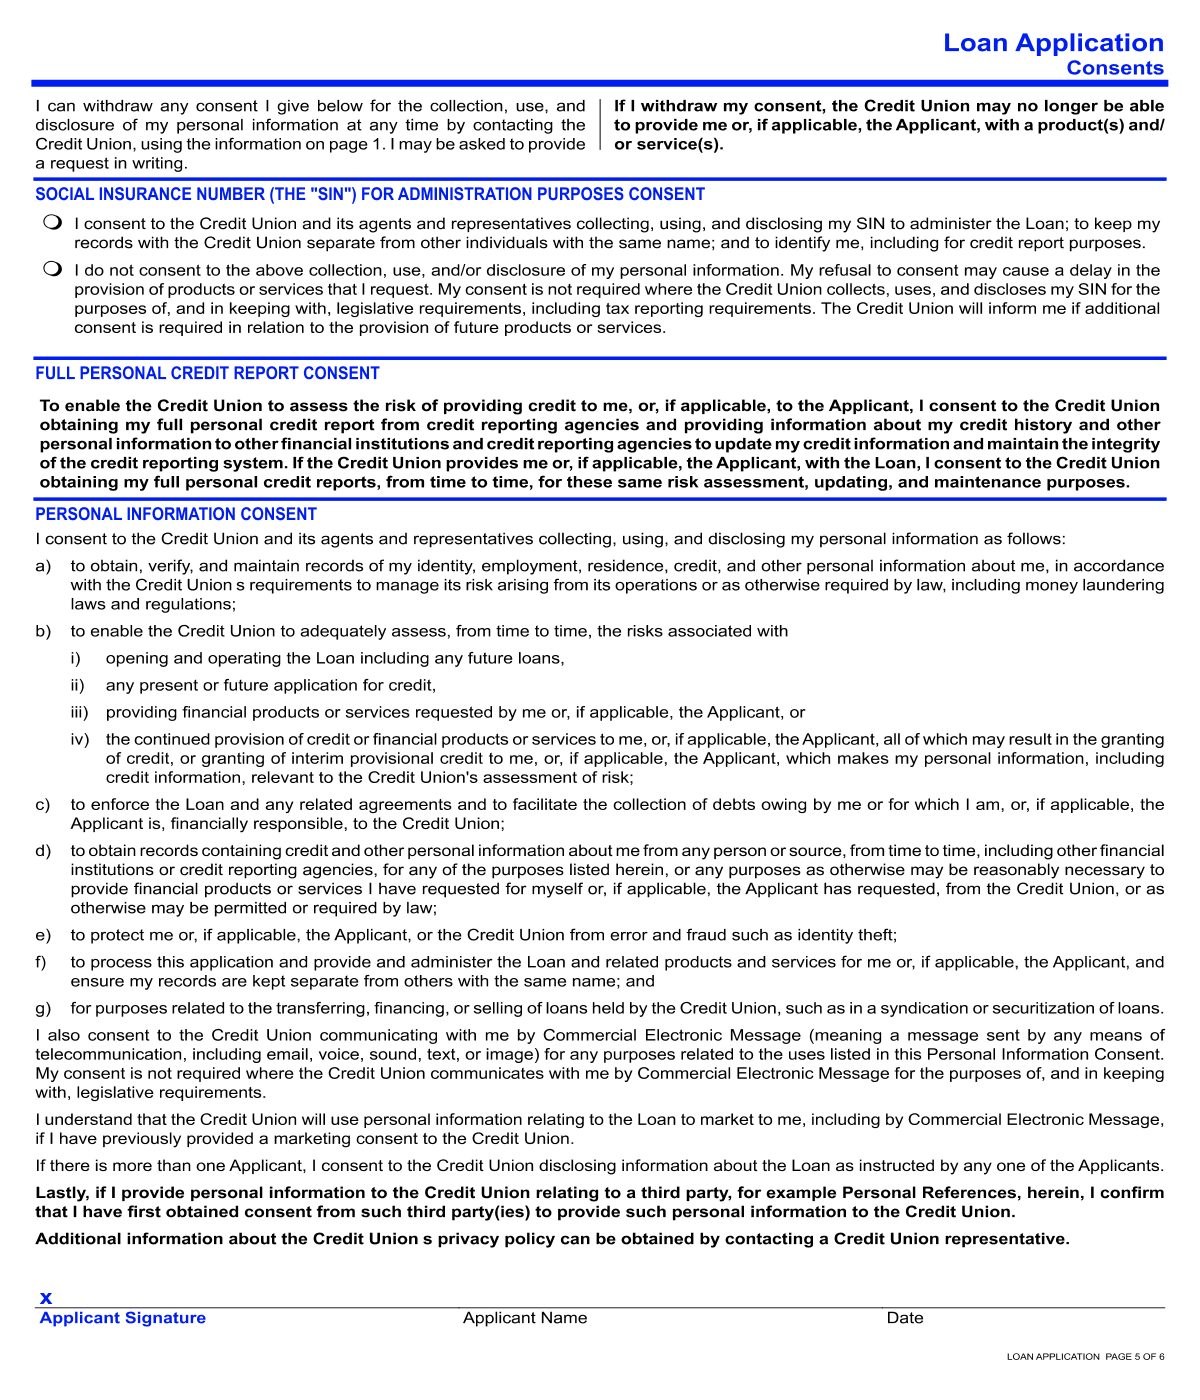 Loan Application
Consents
I can withdraw any consent I give below for the collection, use, and
disclosure of my personal information at any time by contacting the
Credit Union, using the information on page 1. I may be asked to provide
a request in writing.
If I withdraw my consent, the Credit Union may no longer be able
to provide me or, if applicable, the Applicant, with a product(s) and/
or service(s).
SOCIAL INSURANCE NUMBER (THE "SIN") FOR ADMINISTRATION PURPOSES CONSENT
I consent to the Credit Union and its agents and representatives collecting, using, and disclosing my SIN to administer the Loan; to keep my
records with the Credit Union separate from other individuals with the same name; and to identify me, including for credit report purposes.
I do not consent to the above collection, use, and/or disclosure of my personal information. My refusal to consent may cause a delay in the
provision of products or services that I request. My consent is not required where the Credit Union collects, uses, and discloses my SIN for the
purposes of, and in keeping with, legislative requirements, including tax reporting requirements. The Credit Union will inform me if additional
consent is required in relation to the provision of future products or services.
FULL PERSONAL CREDIT REPORT CONSENT
To enable the Credit Union to assess the risk of providing credit to me, or, if applicable, to the Applicant, I consent to the Credit Union
obtaining my full personal credit report from credit reporting agencies and providing information about my credit history and other
personal information to other financial institutions and credit reporting agencies to update my credit information and maintain the integrity
of the credit reporting system. If the Credit Union provides me or, if applicable, the Applicant, with the Loan, I consent to the Credit Union
obtaining my full personal credit reports, from time to time, for these same risk assessment, updating, and maintenance purposes.
PERSONAL INFORMATION CONSENT
I consent to the Credit Union and its agents and representatives collecting, using, and disclosing my personal information as follows:
a) to obtain, verify, and maintain records of my identity, employment, residence, credit, and other personal information about me, in accordance
with the Credit Union s requirements to manage its risk arising from its operations or as otherwise required by law, including money laundering
laws and regulations;
b) to enable the Credit Union to adequately assess, from time to time, the risks associated with
i) opening and operating the Loan including any future loans,
ii) any present or future application for credit,
iii) providing financial products or services requested by me or, if applicable, the Applicant, or
iv) the continued provision of credit or financial products or services to me, or, if applicable, the Applicant, all of which may result in the granting
of credit, or granting of interim provisional credit to me, or, if applicable, the Applicant, which makes my personal information, including
credit information, relevant to the Credit Union's assessment of risk;
c) to enforce the Loan and any related agreements and to facilitate the collection of debts owing by me or for which I am, or, if applicable, the
Applicant is, financially responsible, to the Credit Union;
d) to obtain records containing credit and other personal information about me from any person or source, from time to time, including other financial
institutions or credit reporting agencies, for any of the purposes listed herein, or any purposes as otherwise may be reasonably necessary to
provide financial products or services I have requested for myself or, if applicable, the Applicant has requested, from the Credit Union, or as
otherwise may be permitted or required by law;
e) to protect me or, if applicable, the Applicant, or the Credit Union from error and fraud such as identity theft;
f) to process this application and provide and administer the Loan and related products and services for me or, if applicable, the Applicant, and
ensure my records are kept separate from others with the same name; and
g) for purposes related to the transferring, financing, or selling of loans held by the Credit Union, such as in a syndication or securitization of loans.
I also consent to the Credit Union communicating with me by Commercial Electronic Message (meaning a message sent by any means of
telecommunication, including email, voice, sound, text, or image) for any purposes related to the uses listed in this Personal Information Consent.
My consent is not required where the Credit Union communicates with me by Commercial Electronic Message for the purposes of, and in keeping
with, legislative requirements.
I understand that the Credit Union will use personal information relating to the Loan to market to me, including by Commercial Electronic Message,
if I have previously provided a marketing consent to the Credit Union.
If there is more than one Applicant, I consent to the Credit Union disclosing information about the Loan as instructed by any one of the Applicants.
Lastly, if I provide personal information to the Credit Union relating to a third party, for example Personal References, herein, I confirm
that I have first obtained consent from such third party(ies) to provide such personal information to the Credit Union.
Additional information about the Credit Union s privacy policy can be obtained by contacting a Credit Union representative.
x
Applicant Signature Applicant Name Date
LOAN APPLICATION PAGE 5 OF 6